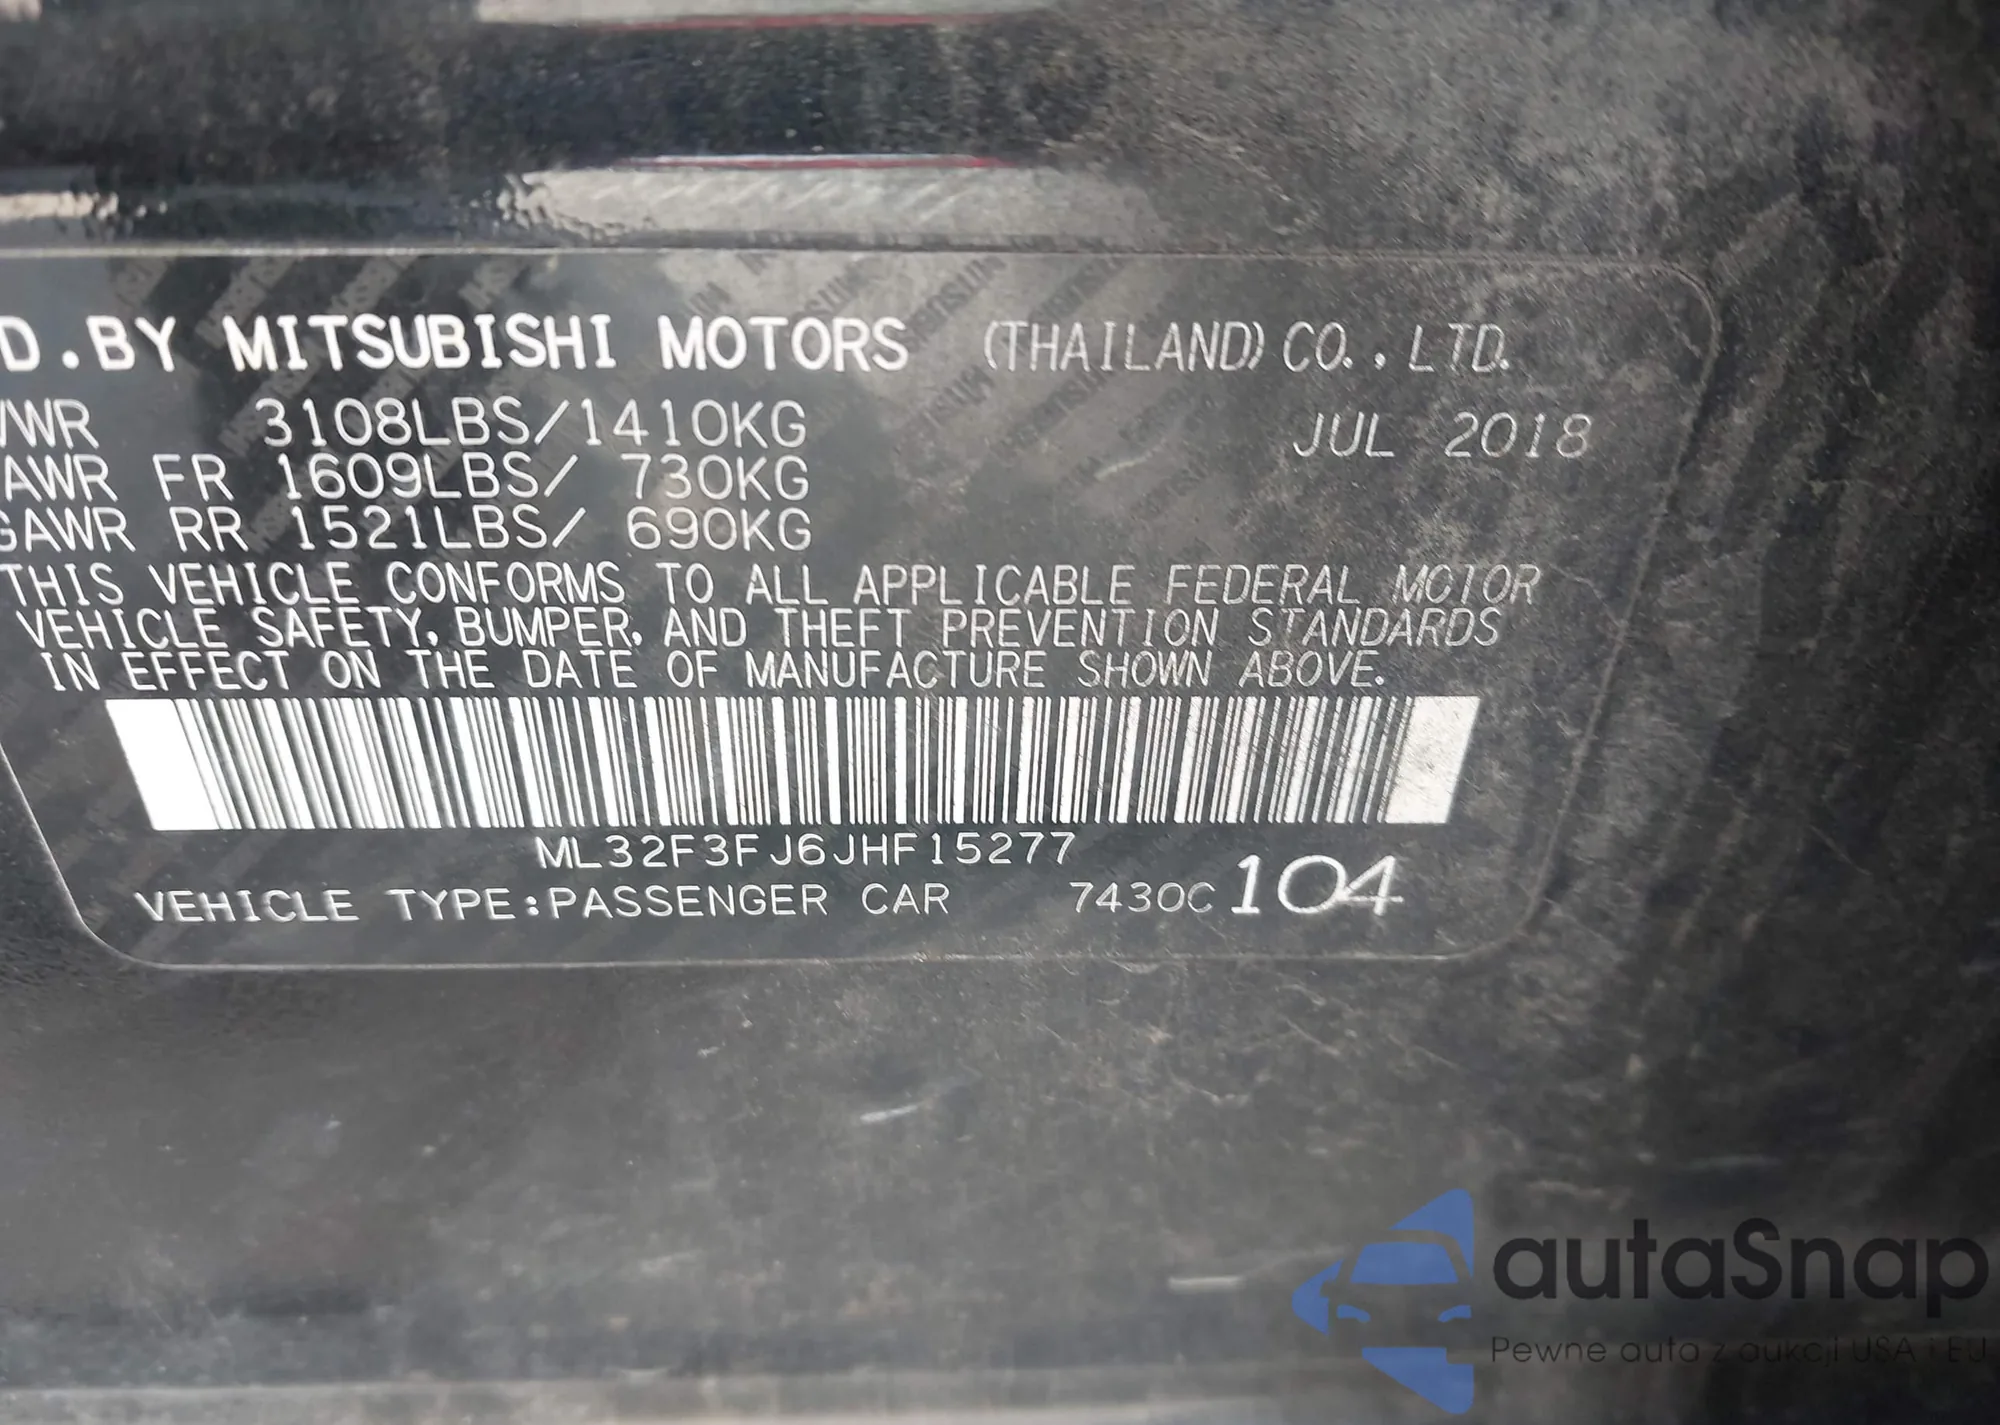 D.BY MITSUBISHI MOTORS (THAILAND) CO., LTD.
VWR 3108LBS/1410KG JUL 2018
AWR FR 1609LBS/ 730KG
GAWR RR 1521LBS/ 690KG
THIS VEHICLE CONFORMS TO ALL APPLICABLE FEDERAL MOTOR
VEHICLE SAFETY, BUMPER, AND THEFT PREVENTION STANDARDS
IN EFFECT ON THE DATE OF MANUFACTURE SHOWN ABOVE.
ML32F3FJ6JHF15277
VEHICLE TYPE:PASSENGER CAR 7430C 104
autaSnap
Pewne auta z aukcji USA i EU